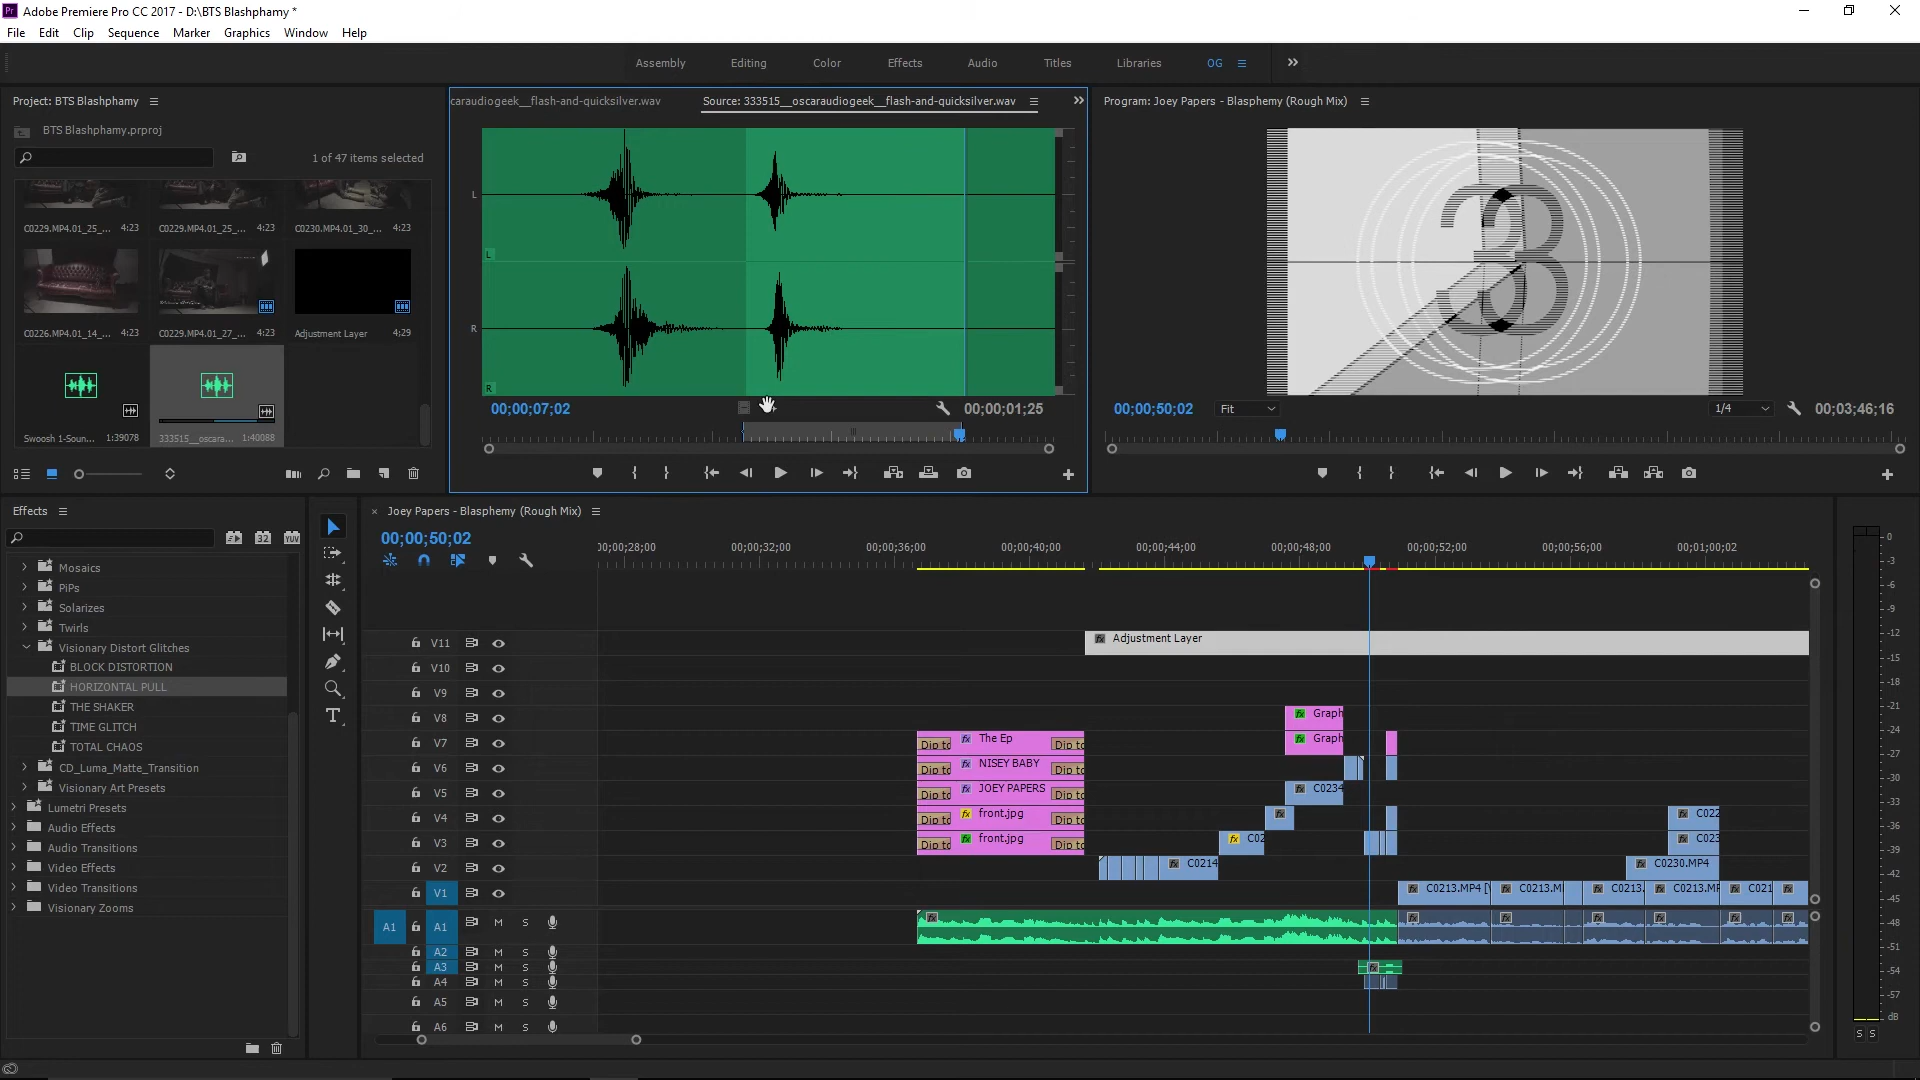 Adobe Premiere Pro CC 2017 - D:\BTS Blashphamy *
File Edit Clip Sequence Marker Graphics Window Help
Assembly Editing Color Effects Audio Titles Libraries OG
Project: BTS Blashphamy
BTS Blashphamy.prproj
1 of 47 items selected
C0229.MP4.01_25_... 4:23 C0229.MP4.01_25_... 4:23 C0230.MP4.01_30_... 4:23
C0226.MP4.01_14_... 4:23 C0229.MP4.01_27_... 4:23 Adjustment Layer 4;29
Swoosh 1-Soun... 1:39078 333515__oscara... 1:40088
caraudiogeek__flash-and-quicksilver.wav Source: 333515__oscaraudiogeek__flash-and-quicksilver.wav
L
L
R
R
00;00;07;02 00;00;01;25
Program: Joey Papers - Blasphemy (Rough Mix)
3
00;00;50;02 Fit 1/4 00;03;46;16
Effects
32 YUV
Mosaics
PiPs
Solarizes
Twirls
Visionary Distort Glitches
BLOCK DISTORTION
HORIZONTAL PULL
THE SHAKER
TIME GLITCH
TOTAL CHAOS
CD_Luma_Matte_Transition
Visionary Art Presets
Lumetri Presets
Audio Effects
Audio Transitions
Video Effects
Video Transitions
Visionary Zooms
Joey Papers - Blasphemy (Rough Mix)
00;00;50;02
00;00;28;00 00;00;32;00 00;00;36;00 00;00;40;00 00;00;44;00 00;00;48;00 00;00;52;00 00;00;56;00 00;01;00;02
V11 Adjustment Layer
V10
V9
V8 Graph
V7 Dip to The Ep Dip to Graph
V6 Dip to NISEY BABY Dip to
V5 Dip to JOEY PAPERS Dip to C0234
V4 Dip to front.jpg Dip to C022
V3 Dip to front.jpg Dip to C02 C023
V2 C0214 C0230.MP4
V1 C0213.MP4 [V C0213.M C0213. C0213.MP C021
A1 A1 M S
A2 M S
A3 M S
A4 M S
A5 M S
A6 M S
0
-3
-6
-9
-12
-15
-18
-21
-24
-27
-30
-33
-36
-39
-42
-45
-48
-51
-54
-57
dB
S S